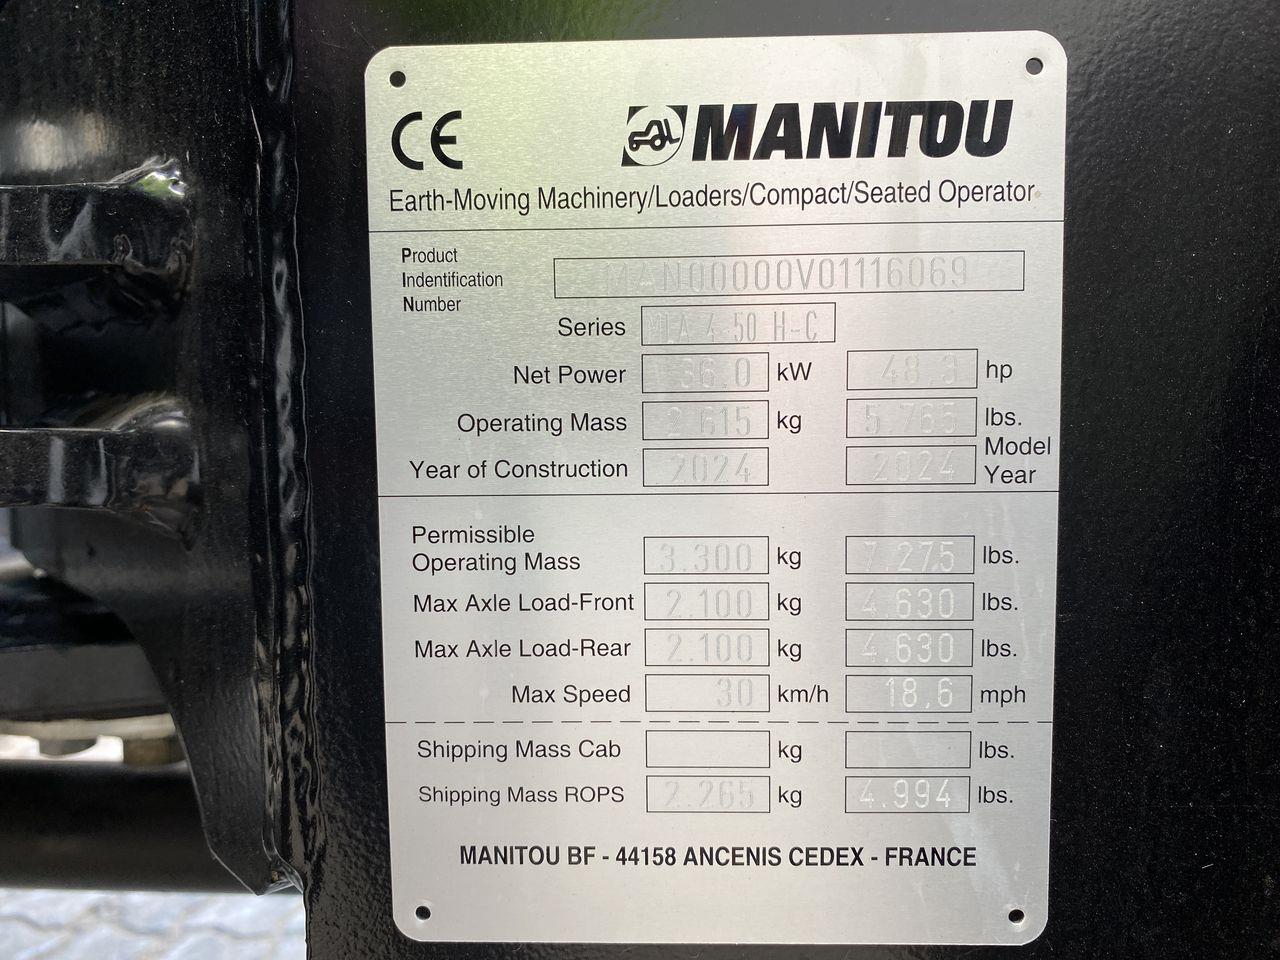 CE MANITOU
Earth-Moving Machinery/Loaders/Compact/Seated Operator
Product
Indentification
Number
MAN00000V01116069
Series MLA 4-50 H-C
Net Power 36.0 kW 48.3 hp
Operating Mass 2.615 kg 5.765 lbs.
Year of Construction 2024 2024 Model Year
Permissible
Operating Mass 3.300 kg 7.275 lbs.
Max Axle Load-Front 2.100 kg 4.630 lbs.
Max Axle Load-Rear 2.100 kg 4.630 lbs.
Max Speed 30 km/h 18.6 mph
Shipping Mass Cab kg lbs.
Shipping Mass ROPS 2.265 kg 4.994 lbs.
MANITOU BF - 44158 ANCENIS CEDEX - FRANCE